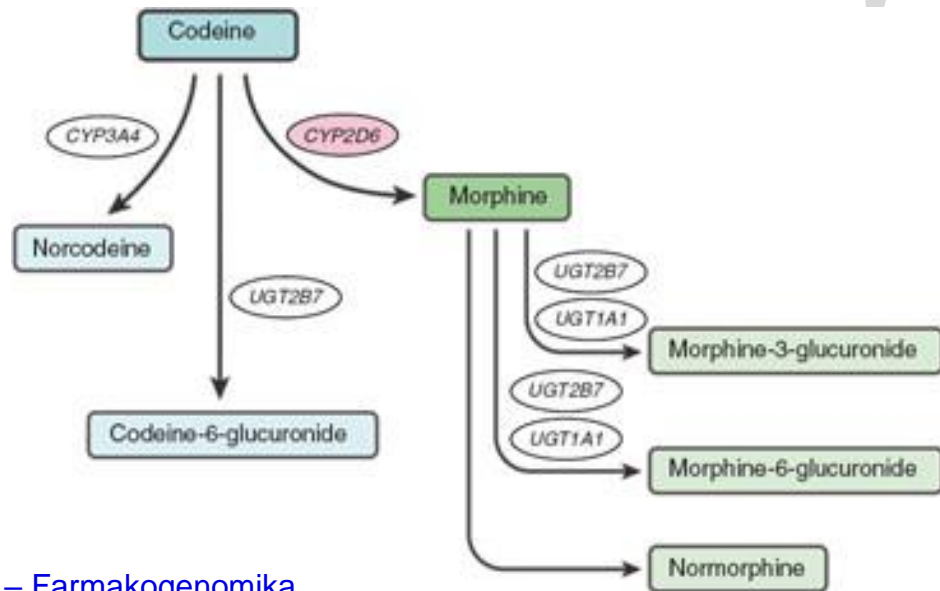 Codeine
CYP3A4
CYP2D6
Morphine
Norcodeine
UGT2B7
UGT2B7
UGT1A1
Morphine-3-glucuronide
UGT2B7
UGT1A1
Codeine-6-glucuronide
Morphine-6-glucuronide
Normorphine
– Farmakogenomika